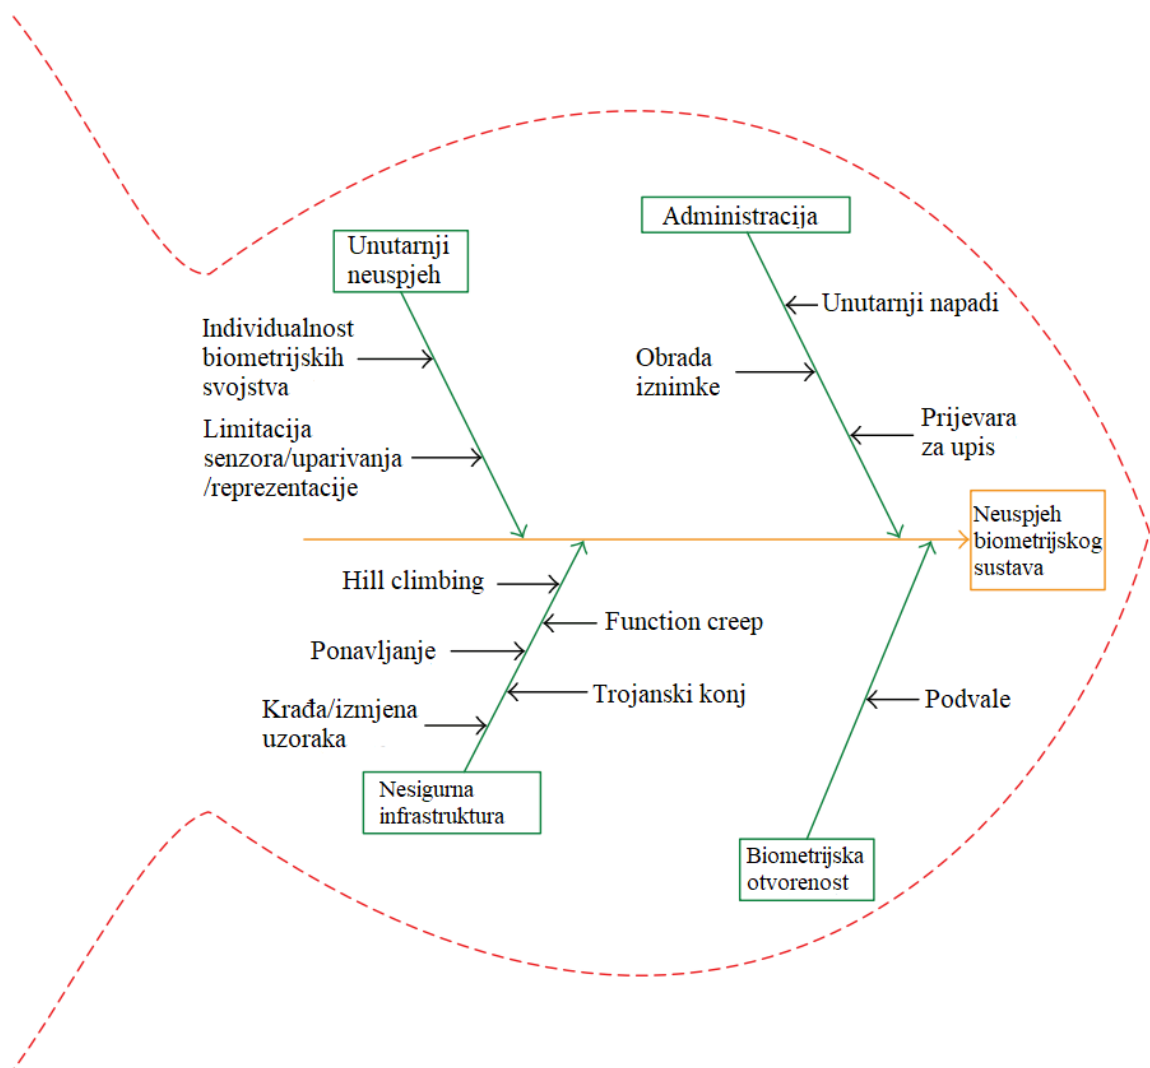 Administracija
Unutarnji
neuspjeh
Unutarnji napadi
Individualnost
biometrijskih
svojstva
Obrada
iznimke
Prijevara
za upis
Limitacija
senzora/uparivanja
/reprezentacije
Neuspjeh
biometrijskog
sustava
Hill climbing
Function creep
Ponavljanje
Trojanski konj
Krađa/izmjena
uzoraka
Podvale
Nesigurna
infrastruktura
Biometrijska
otvorenost